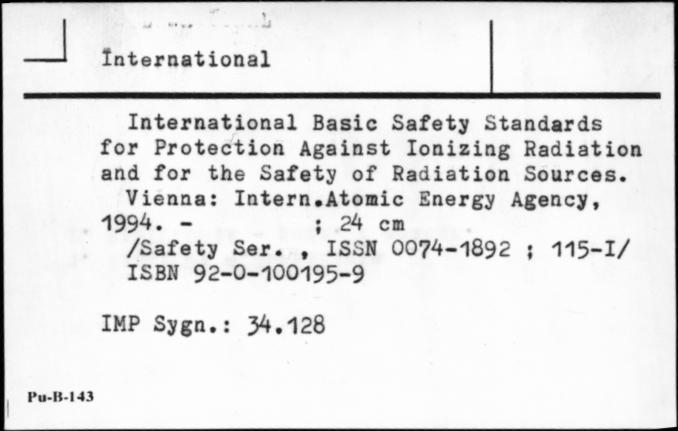 International
International Basic Safety Standards
for Protection Against Ionizing Radiation
and for the Safety of Radiation Sources.
Vienna: Intern.Atomic Energy Agency,
1994. - ; 24 cm
/Safety Ser. , ISSN 0074-1892 ; 115-I/
ISBN 92-0-100195-9
IMP Sygn.: 34.128
Pu-B-143